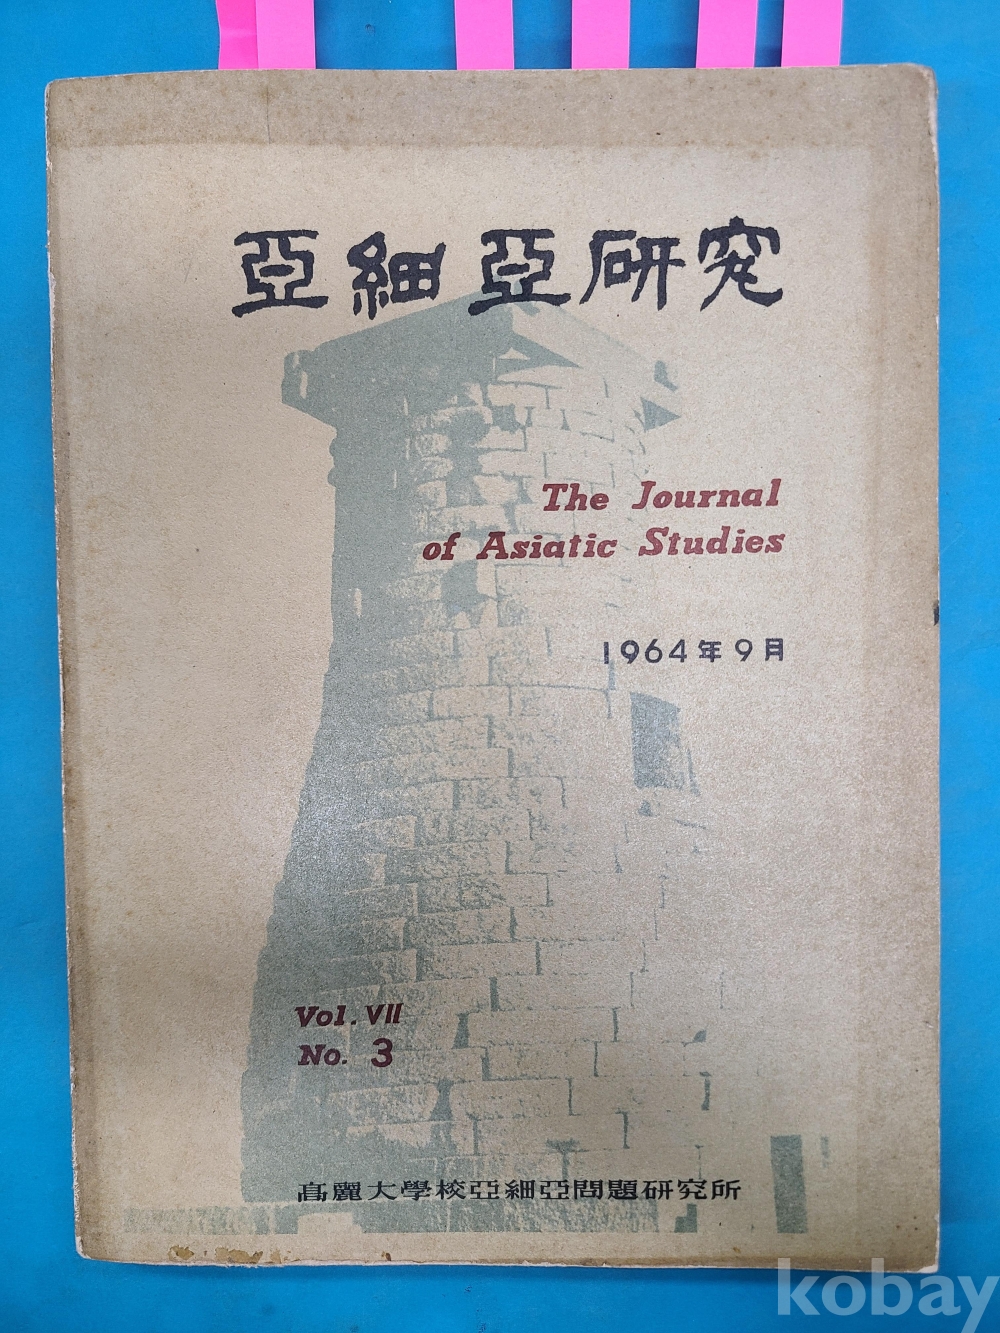 亞細亞研究
The Journal
of Asiatic Studies
1964年9月
Vol. VII
No. 3
高麗大學校亞細亞問題硏究所
kobay